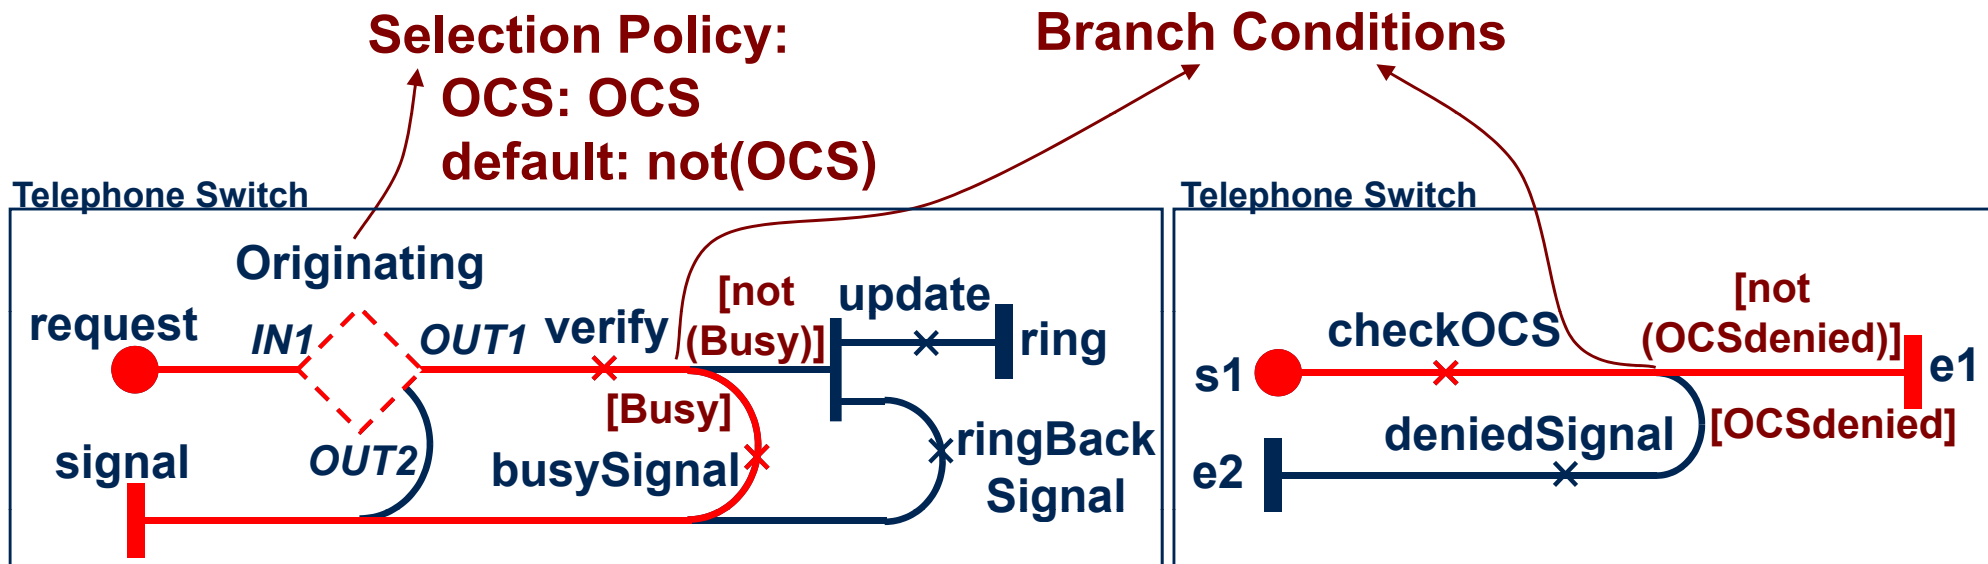 Selection Policy:
OCS: OCS
default: not(OCS)
Branch Conditions
Telephone Switch
Originating
request
IN1
OUT1
verify
[not
(Busy)]
update
ring
[Busy]
signal
OUT2
busySignal
ringBack
Signal
Telephone Switch
checkOCS
[not
(OCSdenied)]
s1
e1
deniedSignal
[OCSdenied]
e2